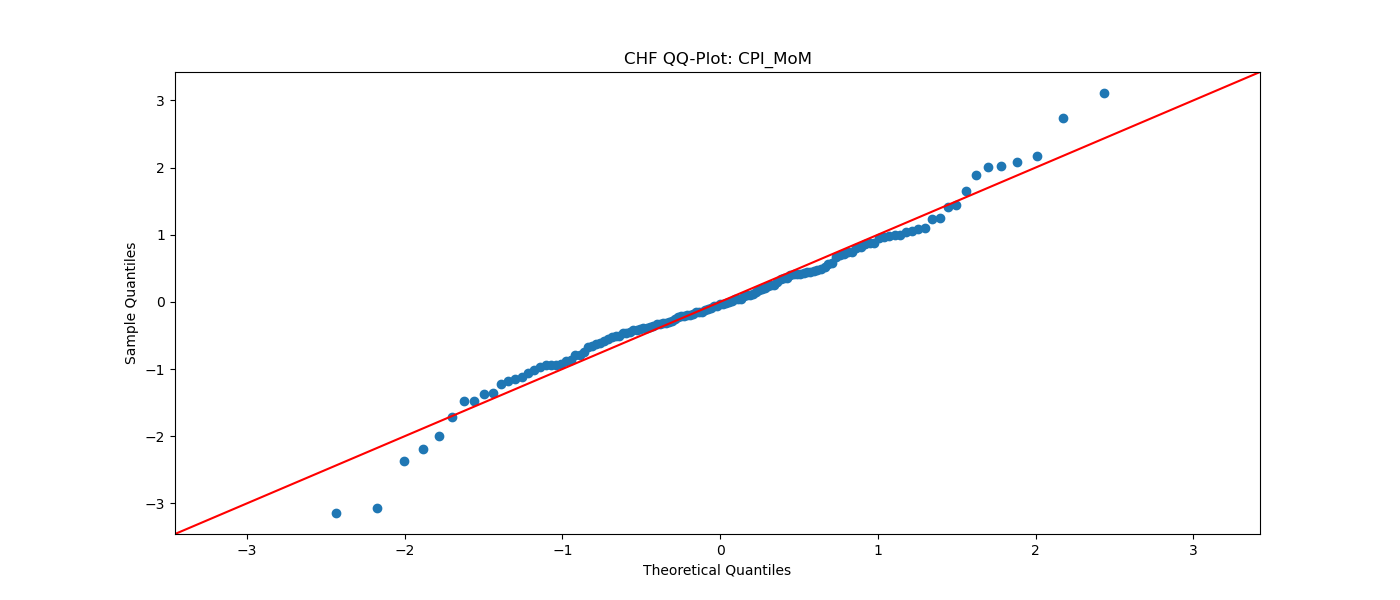 CHF QQ-Plot: CPI_MoM
3
2
1
0
−1
−2
−3
Sample Quantiles
−3 −2 −1 0 1 2 3
Theoretical Quantiles